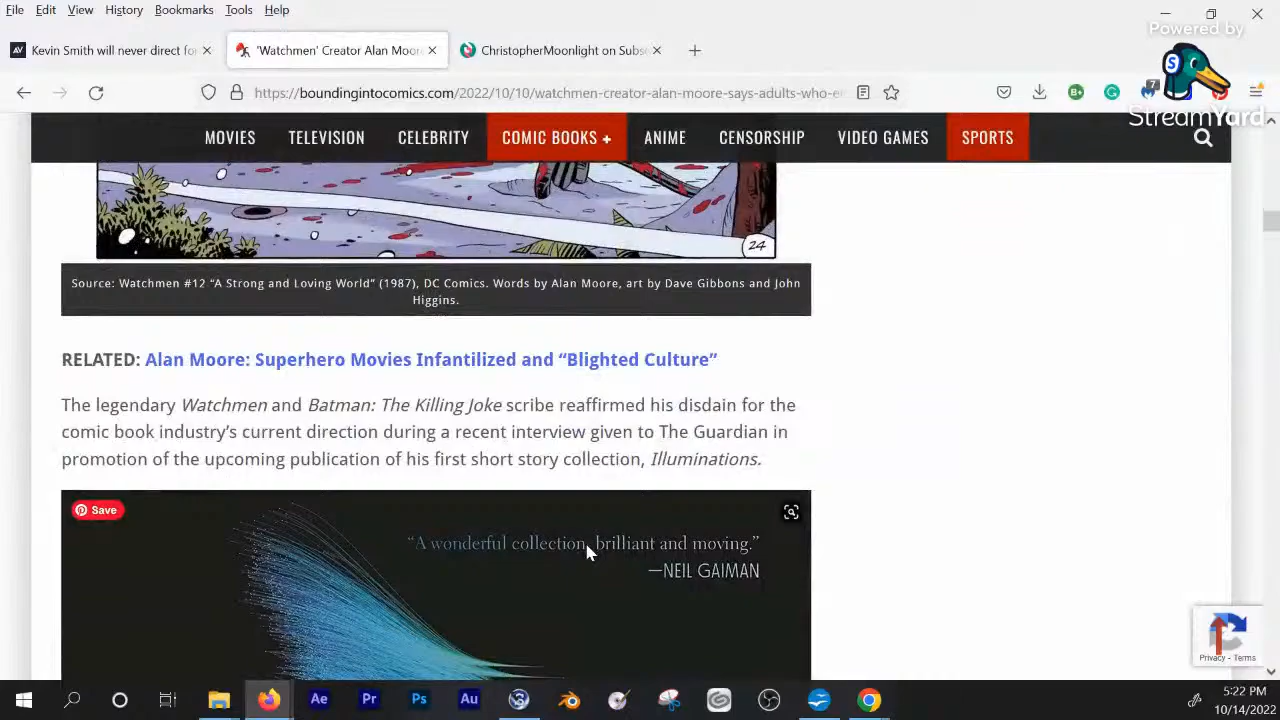 File Edit View History Bookmarks Tools Help
Powered by
Kevin Smith will never direct fo
'Watchmen' Creator Alan Moor
ChristopherMoonlight on Subs
https://boundingintocomics.com/2022/10/10/watchmen-creator-alan-moore-says-adults-who-e
7
StreamYard
MOVIES TELEVISION CELEBRITY COMIC BOOKS + ANIME CENSORSHIP VIDEO GAMES SPORTS
24
Source: Watchmen #12 “A Strong and Loving World” (1987), DC Comics. Words by Alan Moore, art by Dave Gibbons and John
Higgins.
RELATED: Alan Moore: Superhero Movies Infantilized and “Blighted Culture”
The legendary Watchmen and Batman: The Killing Joke scribe reaffirmed his disdain for the
comic book industry’s current direction during a recent interview given to The Guardian in
promotion of the upcoming publication of his first short story collection, Illuminations.
Save
“A wonderful collection, brilliant and moving.”
—NEIL GAIMAN
Privacy - Terms
Ae Pr Ps Au
5:22 PM
10/14/2022